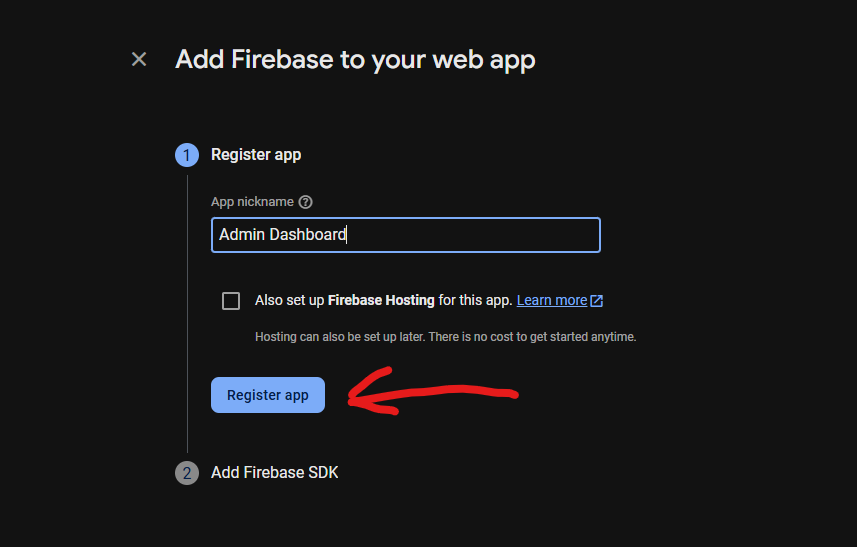 Add Firebase to your web app
1 Register app
App nickname
Admin Dashboard
Also set up Firebase Hosting for this app. Learn more
Hosting can also be set up later. There is no cost to get started anytime.
Register app
2 Add Firebase SDK